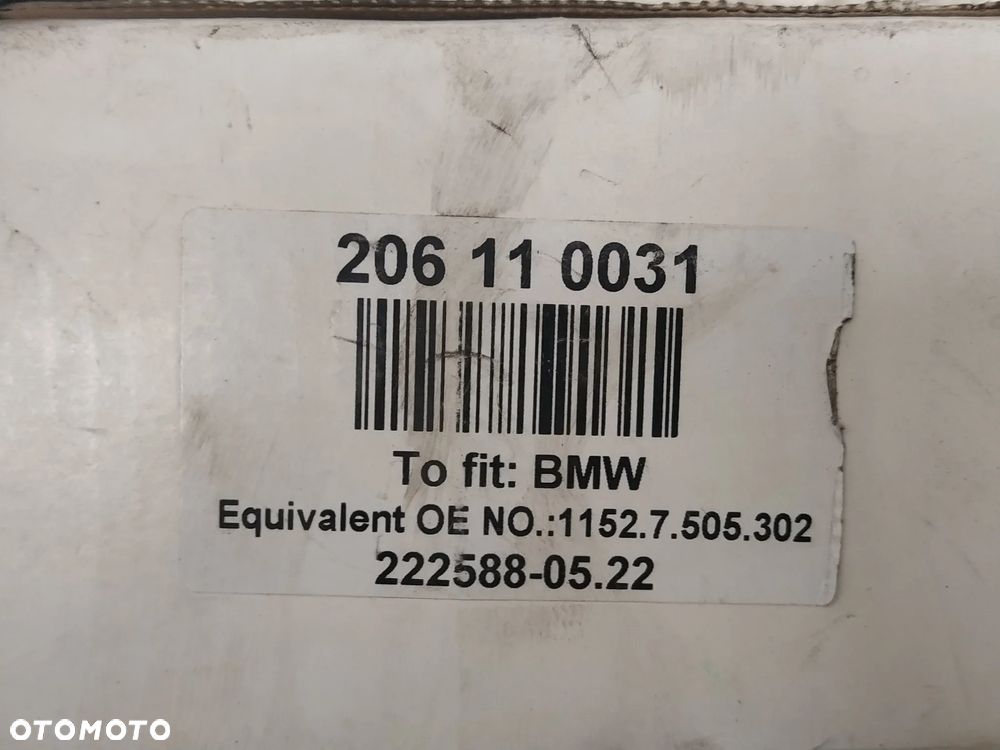 206 11 0031
To fit: BMW
Equivalent OE NO.:1152.7.505.302
222588-05.22
OTOMOTO